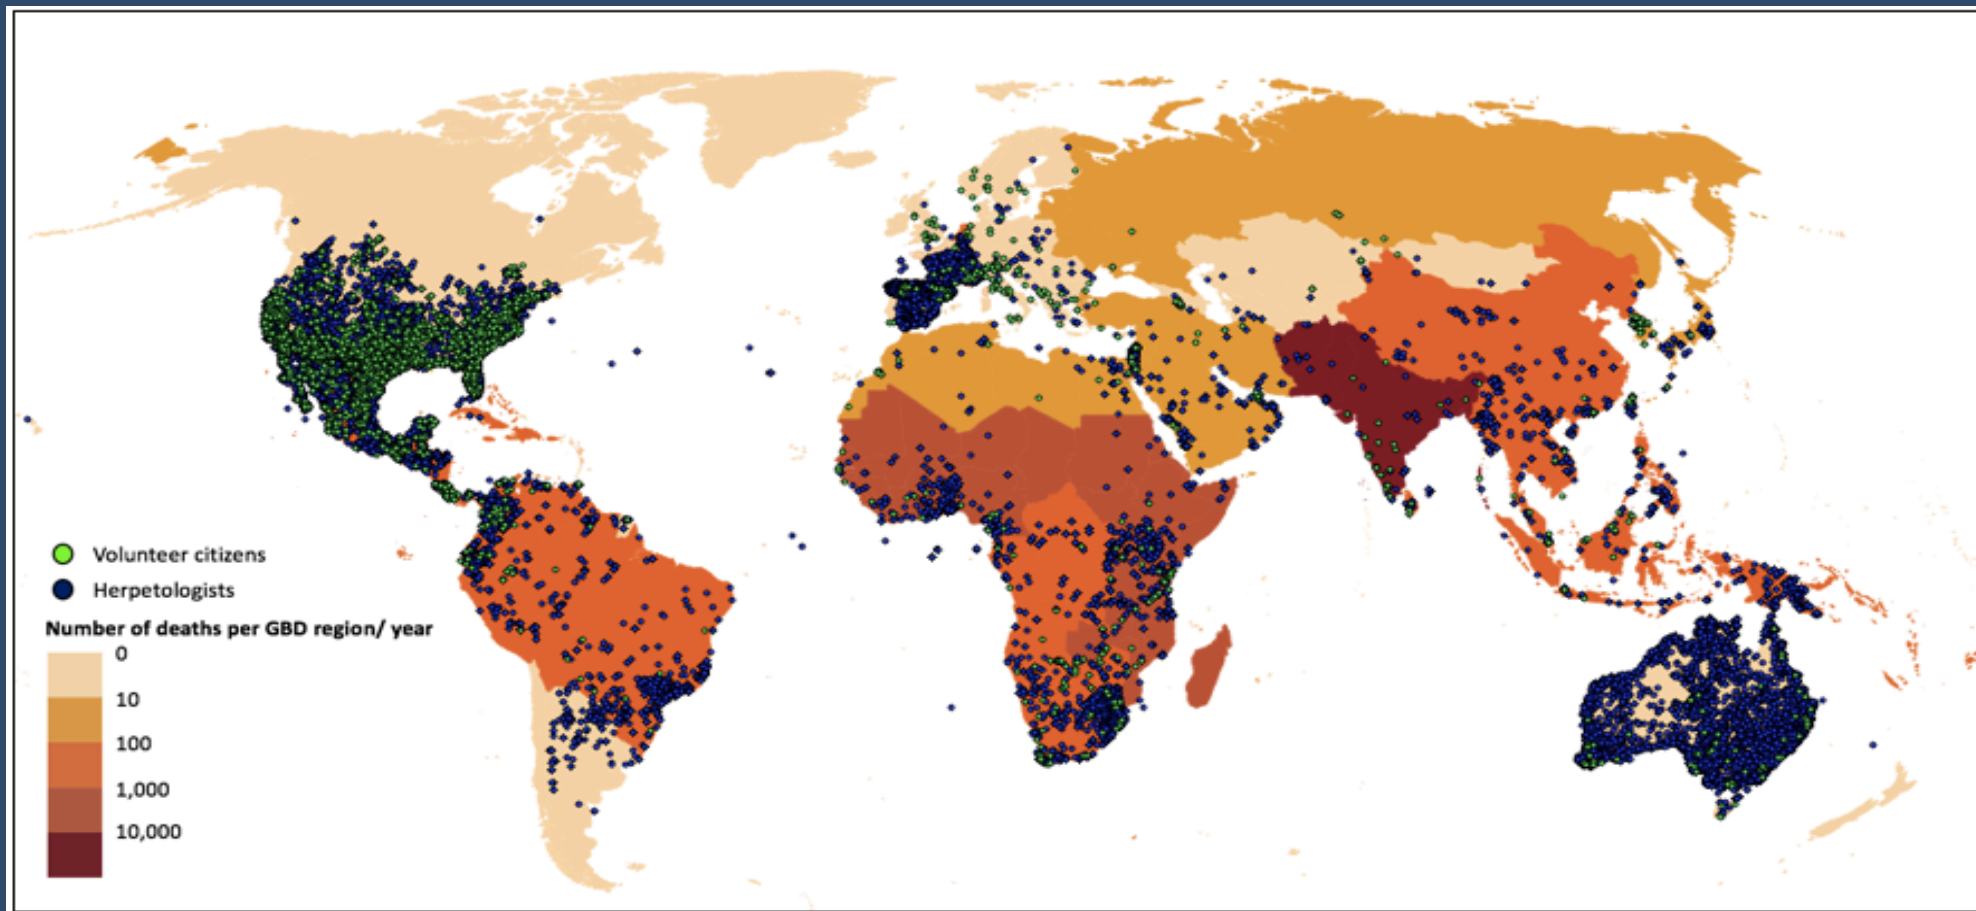 Volunteer citizens
Herpetologists
Number of deaths per GBD region/ year
0
10
100
1,000
10,000